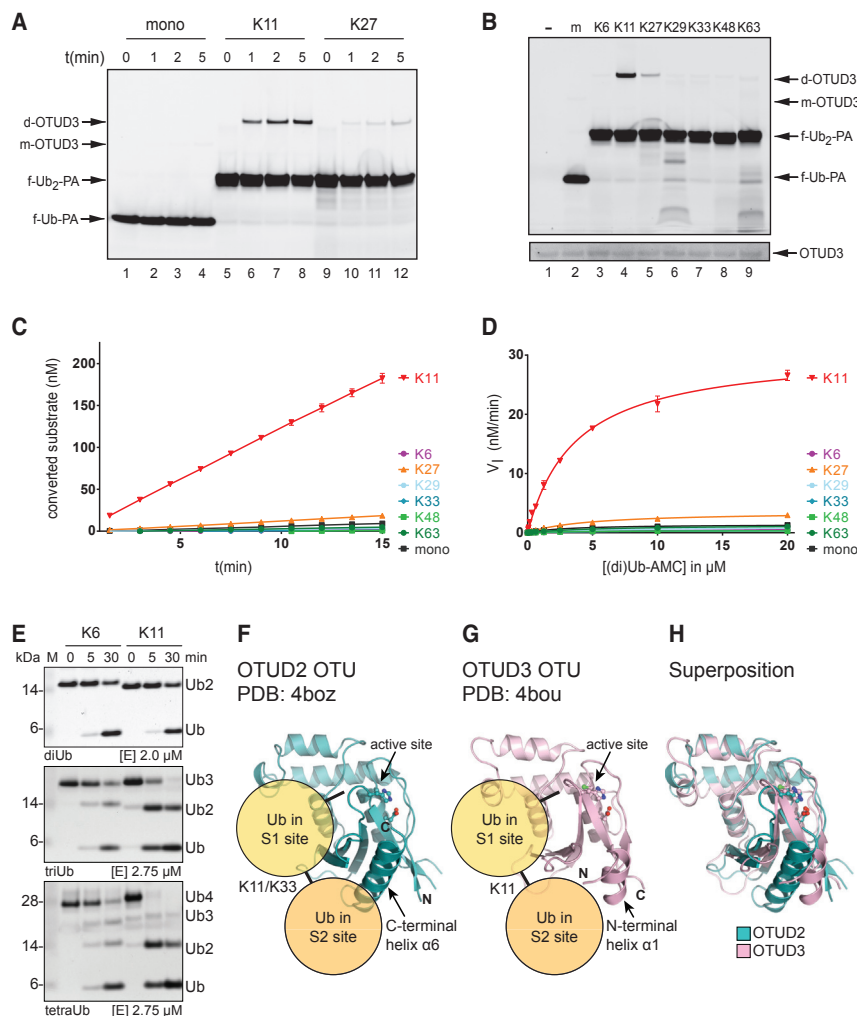 A
mono K11 K27
t(min) 0 1 2 5 0 1 2 5 0 1 2 5
d-OTUD3
m-OTUD3
f-Ub2-PA
f-Ub-PA
1 2 3 4 5 6 7 8 9 10 11 12
B
– m K6 K11 K27 K29 K33 K48 K63
d-OTUD3
m-OTUD3
f-Ub2-PA
f-Ub-PA
OTUD3
1 2 3 4 5 6 7 8 9
C
converted substrate (nM)
200
150
100
50
0
5 10 15
t(min)
K11
K6
K27
K29
K33
K48
K63
mono
D
VI (nM/min)
30
20
10
0
0 5 10 15 20
[(di)Ub-AMC] in µM
K11
K6
K27
K29
K33
K48
K63
mono
E
K6 K11
kDa M 0 5 30 0 5 30 min
14- Ub2
6- Ub
diUb [E] 2.0 µM
Ub3
14- Ub2
6- Ub
triUb [E] 2.75 µM
28- Ub4
Ub3
14- Ub2
6- Ub
tetraUb [E] 2.75 µM
F
OTUD2 OTU
PDB: 4boz
active site
Ub in
S1 site
C
K11/K33
N
Ub in
S2 site
C-terminal
helix α6
G
OTUD3 OTU
PDB: 4bou
active site
Ub in
S1 site
N
K11
C
Ub in
S2 site
N-terminal
helix α1
H
Superposition
OTUD2
OTUD3